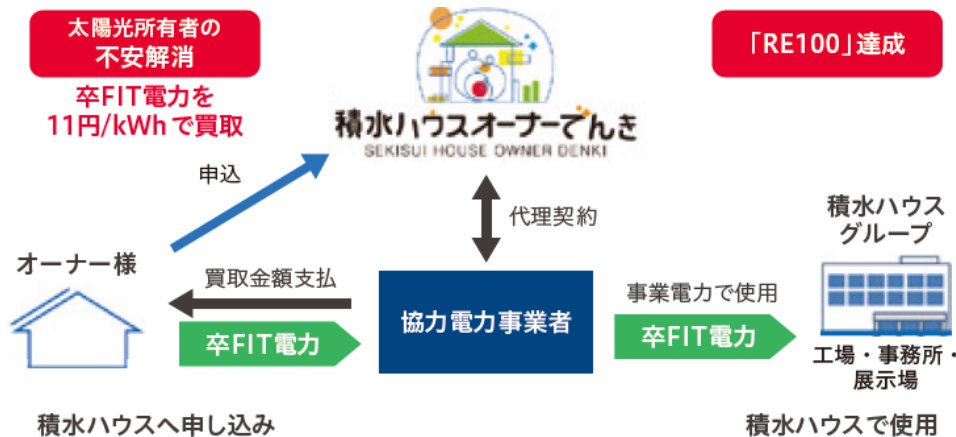 太陽光所有者の
不安解消
卒FIT電力を
11円/kWhで買取
積水ハウスオーナーでんき
SEKISUI HOUSE OWNER DENKI
「RE100」達成
申込
代理契約
積水ハウス
グループ
オーナー様
買取金額支払
卒FIT電力
協力電力事業者
事業電力で使用
卒FIT電力
工場・事務所・
展示場
積水ハウスへ申し込み
積水ハウスで使用